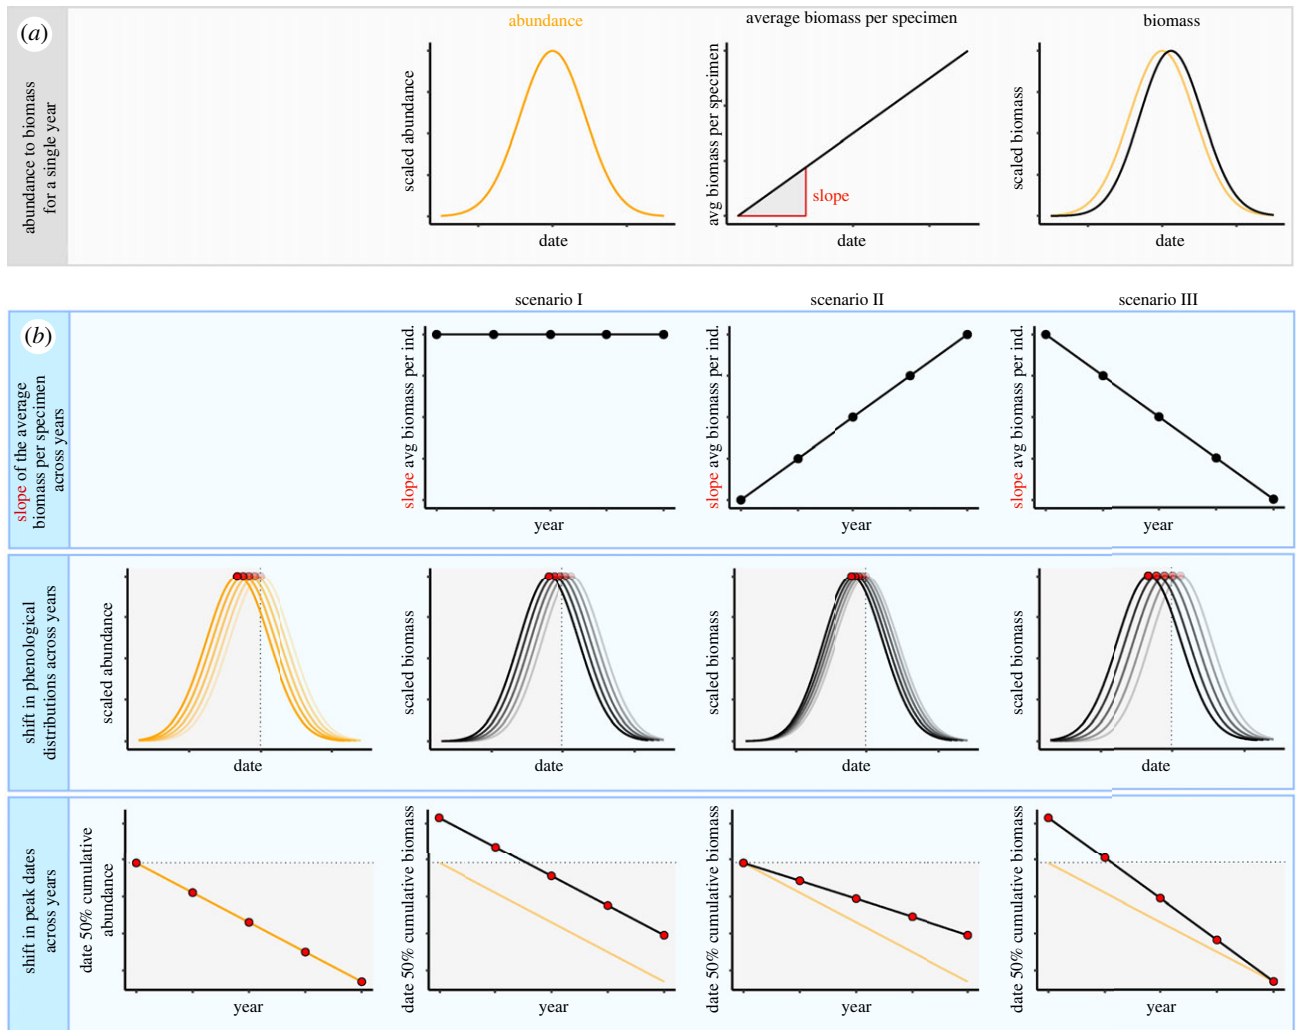 (a)
abundance to biomass
for a single year
abundance
scaled abundance
date
average biomass per specimen
avg biomass per specimen
slope
date
biomass
scaled biomass
date
(b)
slope of the average
biomass per specimen
across years
scenario I
slope avg biomass per ind.
year
scenario II
slope avg biomass per ind.
year
scenario III
slope avg biomass per ind.
year
shift in phenological
distributions across years
scaled abundance
date
scaled biomass
date
scaled biomass
date
scaled biomass
date
shift in peak dates
across years
date 50% cumulative
abundance
year
date 50% cumulative biomass
year
date 50% cumulative biomass
year
date 50% cumulative biomass
year